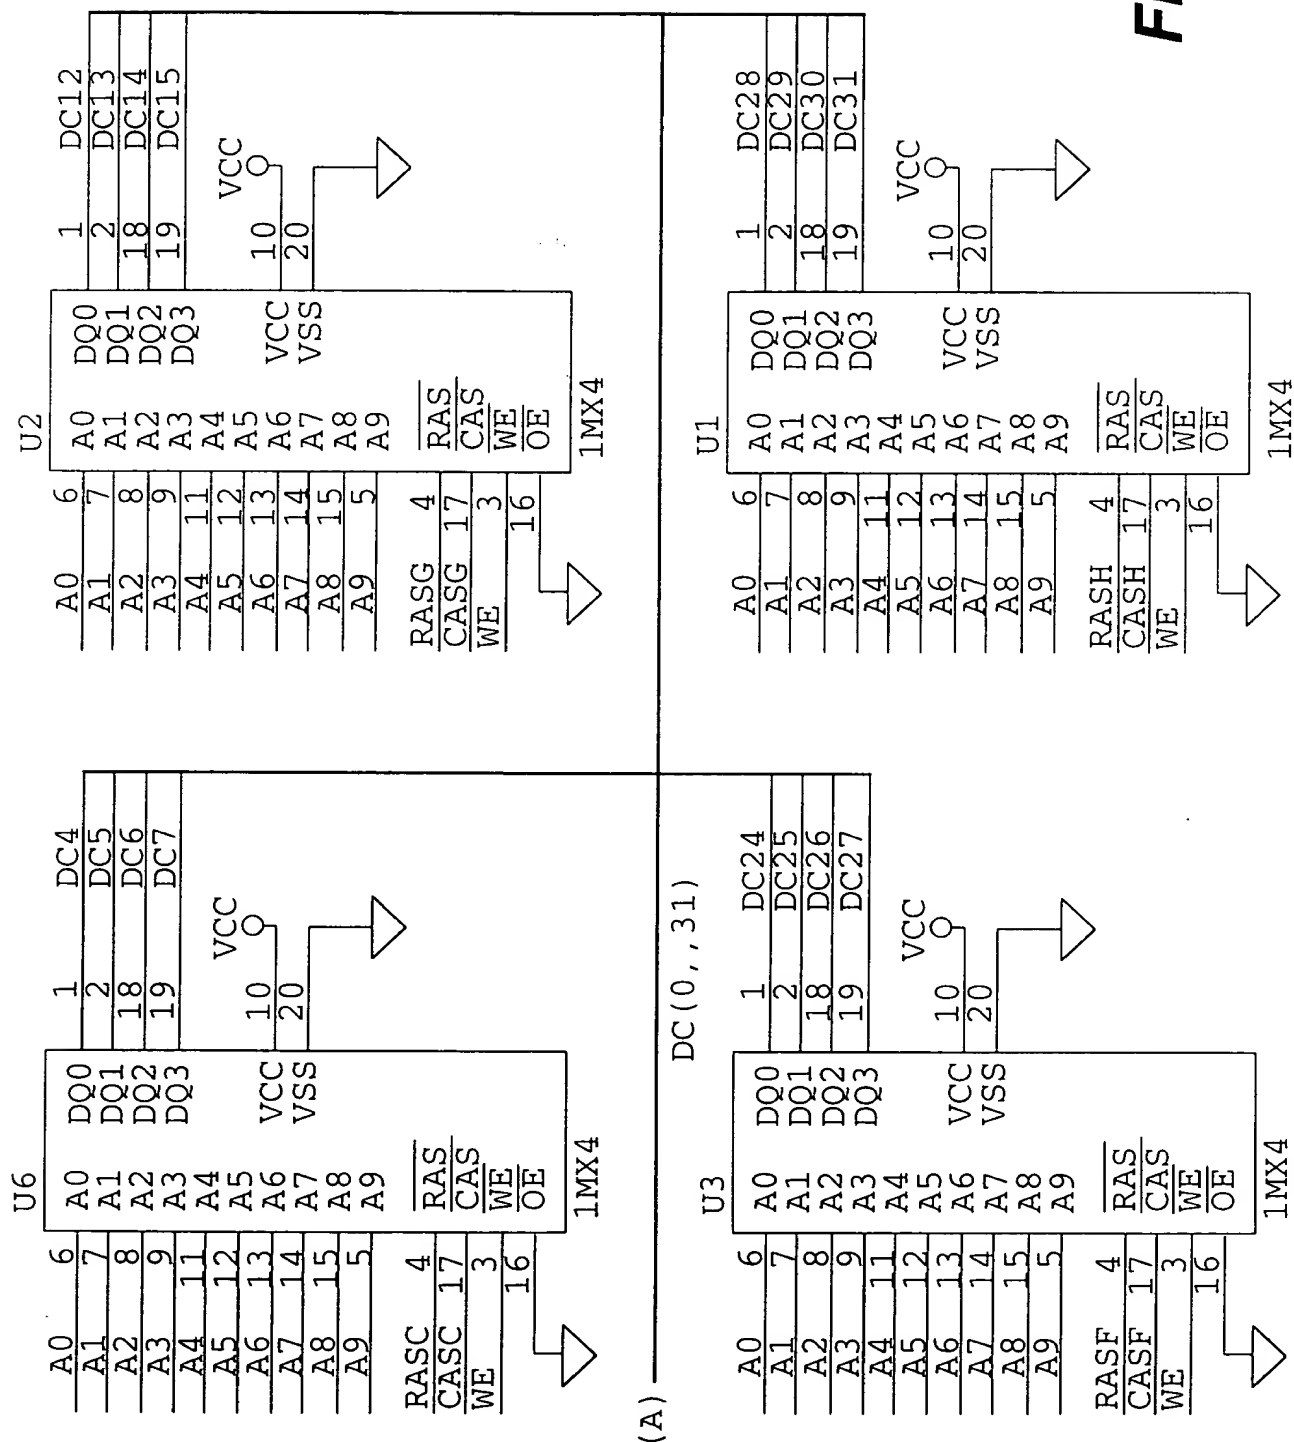 U6
A0 6 A0 DQ0 1 DC4
A1 7 A1 DQ1 2 DC5
A2 8 A2 DQ2 18 DC6
A3 9 A3 DQ3 19 DC7
A4 11 A4
A5 12 A5 VCC
A6 13 A6 VCC 10
A7 14 A7 VSS 20
A8 15 A8
A9 5 A9
RASC 4 RAS
CASC 17 CAS
WE 3 WE
16 OE
1MX4
U2
A0 6 A0 DQ0 1 DC12
A1 7 A1 DQ1 2 DC13
A2 8 A2 DQ2 18 DC14
A3 9 A3 DQ3 19 DC15
A4 11 A4
A5 12 A5 VCC
A6 13 A6 VCC 10
A7 14 A7 VSS 20
A8 15 A8
A9 5 A9
RASG 4 RAS
CASG 17 CAS
WE 3 WE
16 OE
1MX4
(A)
DC(0,,31)
U3
A0 6 A0 DQ0 1 DC24
A1 7 A1 DQ1 2 DC25
A2 8 A2 DQ2 18 DC26
A3 9 A3 DQ3 19 DC27
A4 11 A4
A5 12 A5 VCC
A6 13 A6 VCC 10
A7 14 A7 VSS 20
A8 15 A8
A9 5 A9
RASF 4 RAS
CASF 17 CAS
WE 3 WE
16 OE
1MX4
U1
A0 6 A0 DQ0 1 DC28
A1 7 A1 DQ1 2 DC29
A2 8 A2 DQ2 18 DC30
A3 9 A3 DQ3 19 DC31
A4 11 A4
A5 12 A5 VCC
A6 13 A6 VCC 10
A7 14 A7 VSS 20
A8 15 A8
A9 5 A9
RASH 4 RAS
CASH 17 CAS
WE 3 WE
16 OE
1MX4